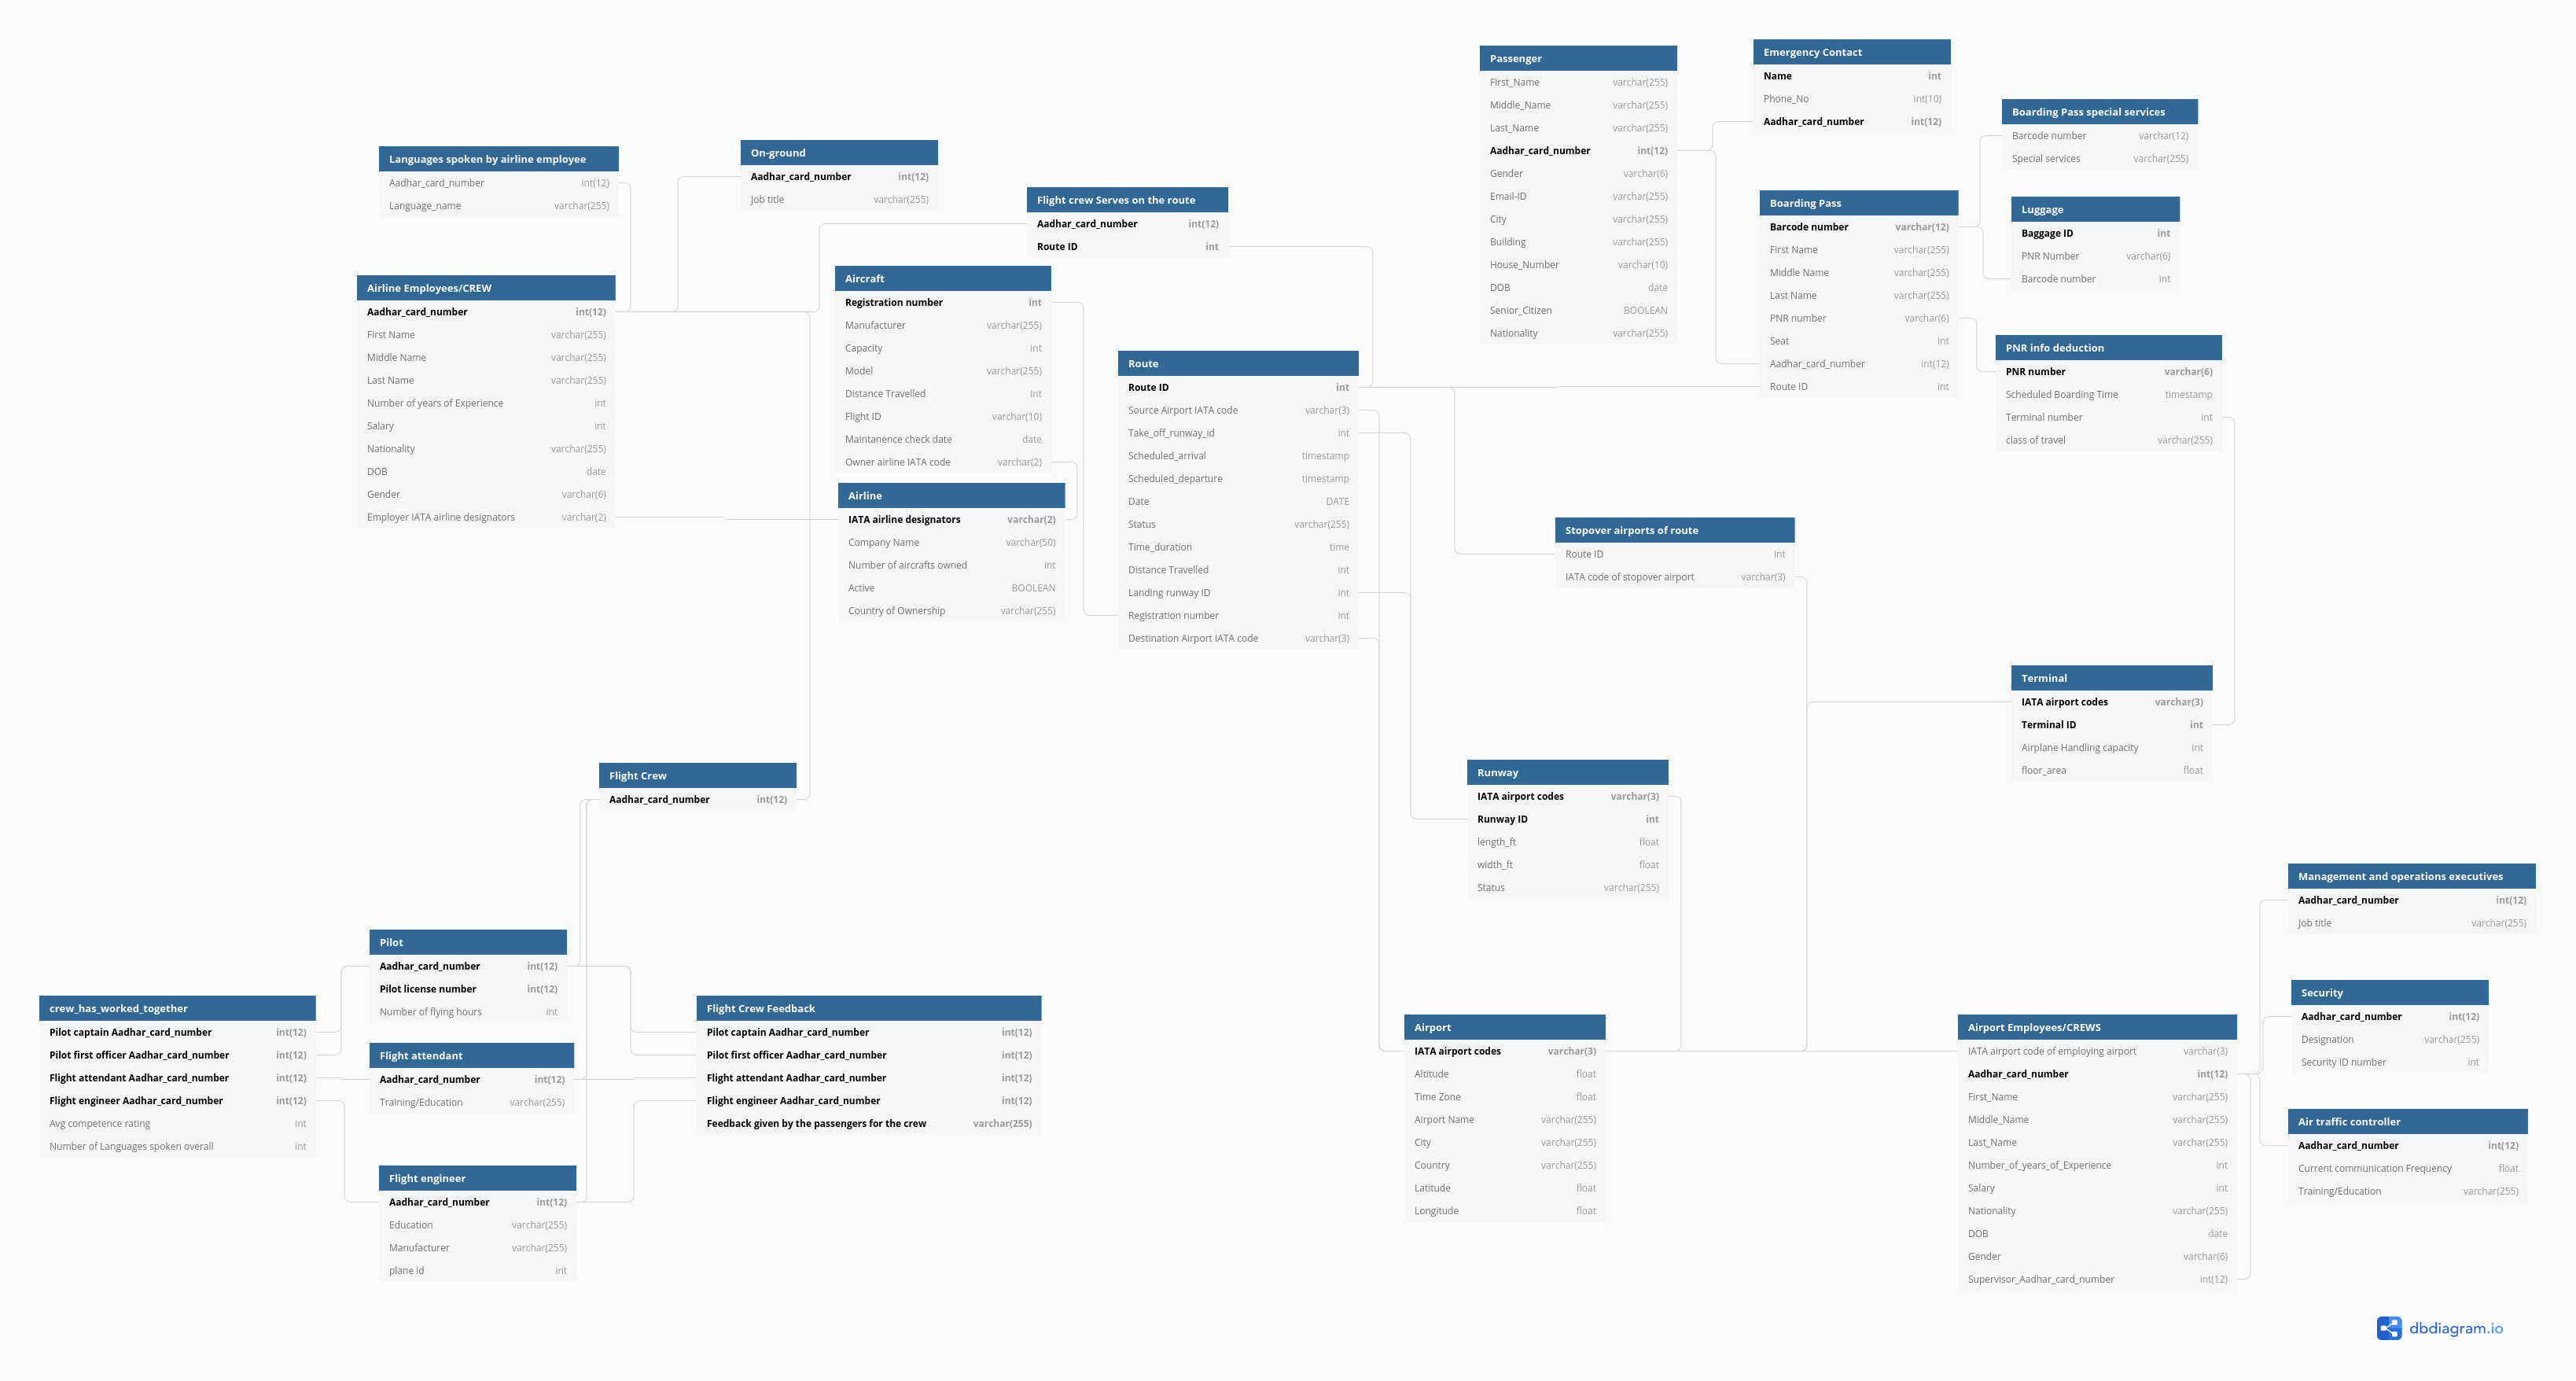 Passenger
First_Name varchar(255)
Middle_Name varchar(255)
Last_Name varchar(255)
Aadhar_card_number int(12)
Gender varchar(6)
Email-ID varchar(255)
City varchar(255)
Building varchar(255)
House_Number varchar(10)
DOB date
Senior_Citizen BOOLEAN
Nationality varchar(255)
Emergency Contact
Name int
Phone_No int(10)
Aadhar_card_number int(12)
Boarding Pass special services
Barcode number varchar(12)
Special services varchar(255)
Languages spoken by airline employee
Aadhar_card_number int(12)
Language_name varchar(255)
On-ground
Aadhar_card_number int(12)
Job title varchar(255)
Flight crew Serves on the route
Aadhar_card_number int(12)
Route ID int
Boarding Pass
Barcode number varchar(12)
First Name varchar(255)
Middle Name varchar(255)
Last Name varchar(255)
PNR number varchar(6)
Seat int
Aadhar_card_number int(12)
Route ID int
Luggage
Baggage ID int
PNR Number varchar(6)
Barcode number int
Airline Employees/CREW
Aadhar_card_number int(12)
First Name varchar(255)
Middle Name varchar(255)
Last Name varchar(255)
Number of years of Experience int
Salary int
Nationality varchar(255)
DOB date
Gender varchar(6)
Employer IATA airline designators varchar(2)
Aircraft
Registration number int
Manufacturer varchar(255)
Capacity int
Model varchar(255)
Distance Travelled int
Flight ID varchar(10)
Maintanence check date date
Owner airline IATA code varchar(2)
Airline
IATA airline designators varchar(2)
Company Name varchar(50)
Number of aircrafts owned int
Active BOOLEAN
Country of Ownership varchar(255)
Route
Route ID int
Source Airport IATA code varchar(3)
Take_off_runway_id int
Scheduled_arrival timestamp
Scheduled_departure timestamp
Date DATE
Status varchar(255)
Time_duration time
Distance Travelled int
Landing runway ID int
Registration number int
Destination Airport IATA code varchar(3)
PNR info deduction
PNR number varchar(6)
Scheduled Boarding Time timestamp
Terminal number int
class of travel varchar(255)
Stopover airports of route
Route ID int
IATA code of stopover airport varchar(3)
Terminal
IATA airport codes varchar(3)
Terminal ID int
Airplane Handling capacity int
floor_area float
Flight Crew
Aadhar_card_number int(12)
Runway
IATA airport codes varchar(3)
Runway ID int
length_ft float
width_ft float
Status varchar(255)
Management and operations executives
Aadhar_card_number int(12)
Job title varchar(255)
Pilot
Aadhar_card_number int(12)
Pilot license number int(12)
Number of flying hours int
crew_has_worked_together
Pilot captain Aadhar_card_number int(12)
Pilot first officer Aadhar_card_number int(12)
Flight attendant Aadhar_card_number int(12)
Flight engineer Aadhar_card_number int(12)
Avg competence rating int
Number of Languages spoken overall int
Flight attendant
Aadhar_card_number int(12)
Training/Education varchar(255)
Flight engineer
Aadhar_card_number int(12)
Education varchar(255)
Manufacturer varchar(255)
plane id int
Flight Crew Feedback
Pilot captain Aadhar_card_number int(12)
Pilot first officer Aadhar_card_number int(12)
Flight attendant Aadhar_card_number int(12)
Flight engineer Aadhar_card_number int(12)
Feedback given by the passengers for the crew varchar(255)
Airport
IATA airport codes varchar(3)
Altitude float
Time Zone float
Airport Name varchar(255)
City varchar(255)
Country varchar(255)
Latitude float
Longitude float
Airport Employees/CREWS
IATA airport code of employing airport varchar(3)
Aadhar_card_number int(12)
First_Name varchar(255)
Middle_Name varchar(255)
Last_Name varchar(255)
Number_of_years_of_Experience int
Salary int
Nationality varchar(255)
DOB date
Gender varchar(6)
Supervisor_Aadhar_card_number int(12)
Security
Aadhar_card_number int(12)
Designation varchar(255)
Security ID number int
Air traffic controller
Aadhar_card_number int(12)
Current communication Frequency float
Training/Education varchar(255)
dbdiagram.io